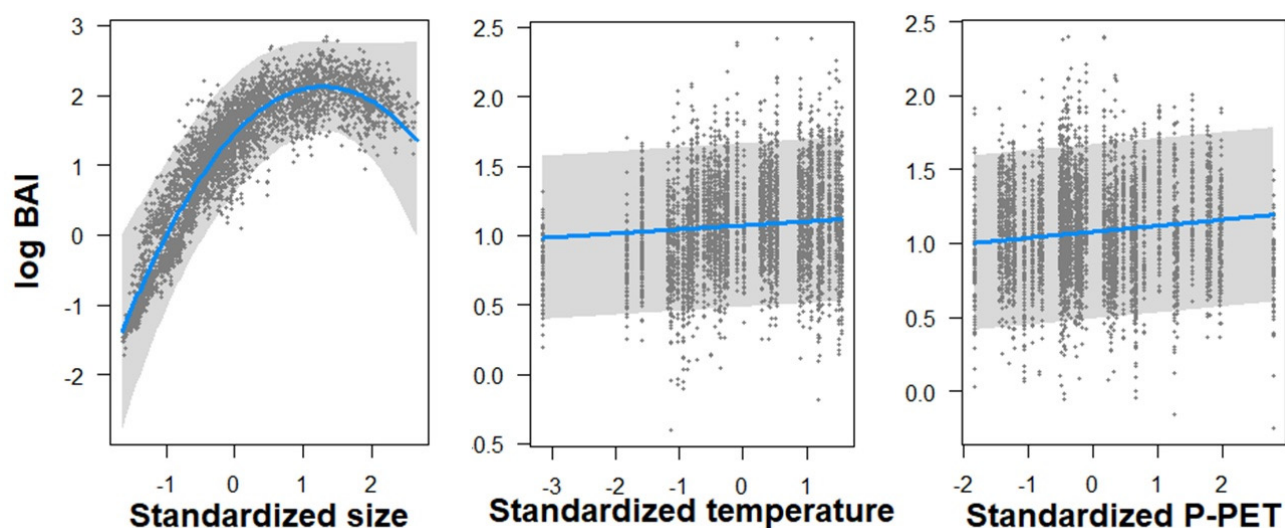 log BAI
3
2
1
0
-1
-2
-1 0 1 2
Standardized size
2.5
2.0
1.5
1.0
0.5
0.0
.0.5
-3 -2 -1 0 1
Standardized temperature
2.5
2.0
1.5
1.0
0.5
0.0
-2 -1 0 1 2
Standardized P-PET